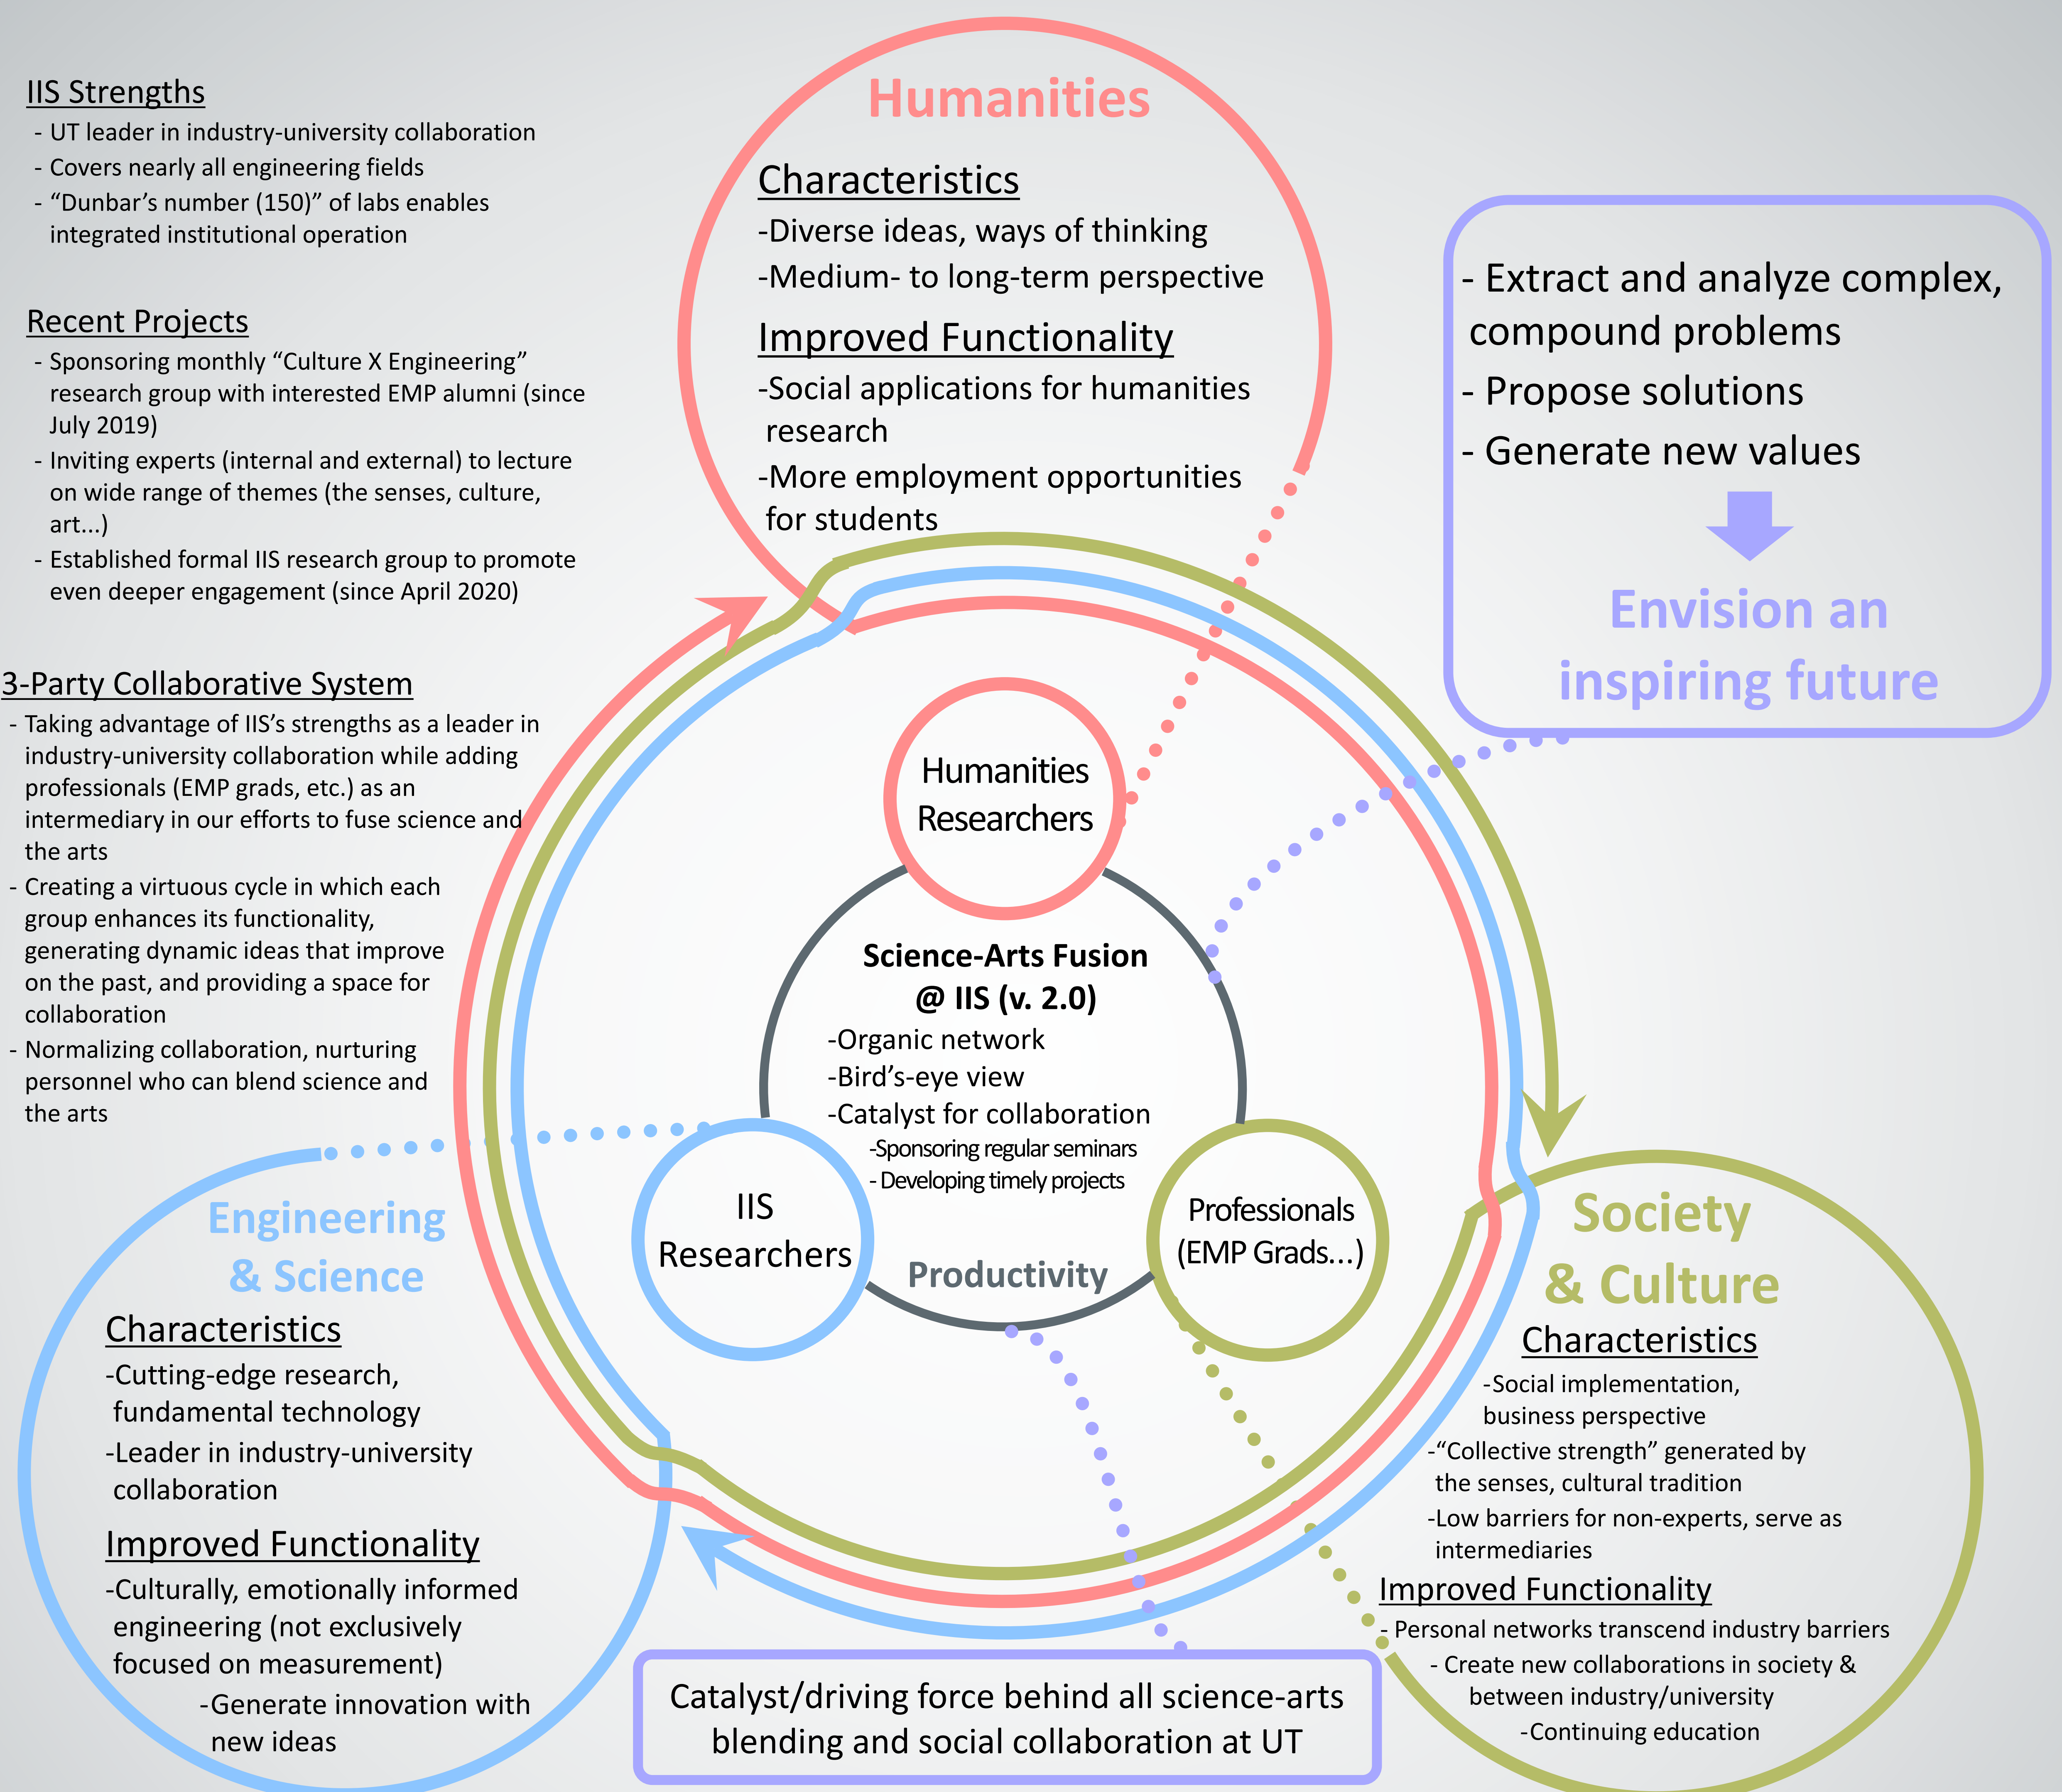 IIS Strengths
- UT leader in industry-university collaboration
- Covers nearly all engineering fields
- “Dunbar’s number (150)” of labs enables
integrated institutional operation
Recent Projects
- Sponsoring monthly “Culture X Engineering”
research group with interested EMP alumni (since
July 2019)
- Inviting experts (internal and external) to lecture
on wide range of themes (the senses, culture,
art...)
- Established formal IIS research group to promote
even deeper engagement (since April 2020)
3-Party Collaborative System
- Taking advantage of IIS’s strengths as a leader in
industry-university collaboration while adding
professionals (EMP grads, etc.) as an
intermediary in our efforts to fuse science and
the arts
- Creating a virtuous cycle in which each
group enhances its functionality,
generating dynamic ideas that improve
on the past, and providing a space for
collaboration
- Normalizing collaboration, nurturing
personnel who can blend science and
the arts
Humanities
Characteristics
-Diverse ideas, ways of thinking
-Medium- to long-term perspective
Improved Functionality
-Social applications for humanities
research
-More employment opportunities
for students
- Extract and analyze complex,
compound problems
- Propose solutions
- Generate new values
Envision an
inspiring future
Humanities
Researchers
Science-Arts Fusion
@ IIS (v. 2.0)
-Organic network
-Bird’s-eye view
-Catalyst for collaboration
-Sponsoring regular seminars
- Developing timely projects
IIS
Researchers
Professionals
(EMP Grads...)
Productivity
Engineering
& Science
Characteristics
-Cutting-edge research,
fundamental technology
-Leader in industry-university
collaboration
Improved Functionality
-Culturally, emotionally informed
engineering (not exclusively
focused on measurement)
-Generate innovation with
new ideas
Society
& Culture
Characteristics
-Social implementation,
business perspective
-“Collective strength” generated by
the senses, cultural tradition
-Low barriers for non-experts, serve as
intermediaries
Improved Functionality
- Personal networks transcend industry barriers
- Create new collaborations in society &
between industry/university
-Continuing education
Catalyst/driving force behind all science-arts
blending and social collaboration at UT